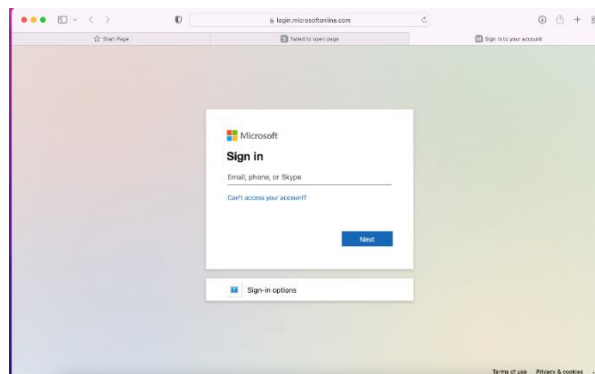 login.microsoftonline.com
Start Page
Failed to open page
Sign in to your account
Microsoft
Sign in
Email, phone, or Skype
Can't access your account?
Next
Sign-in options
Terms of use Privacy & cookies